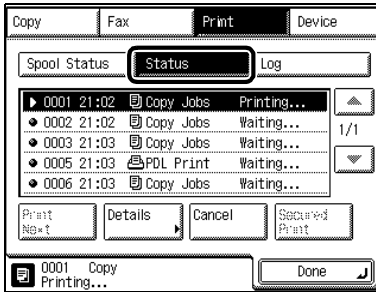 Copy Fax Print Device
Spool Status Status Log
0001 21:02 Copy Jobs Printing...
0002 21:02 Copy Jobs Waiting...
0003 21:03 Copy Jobs Waiting...
0005 21:03 PDL Print Waiting...
0006 21:03 Copy Jobs Waiting...
1/1
Print Next Details Cancel Secured Print
0001 Copy
Printing...
Done